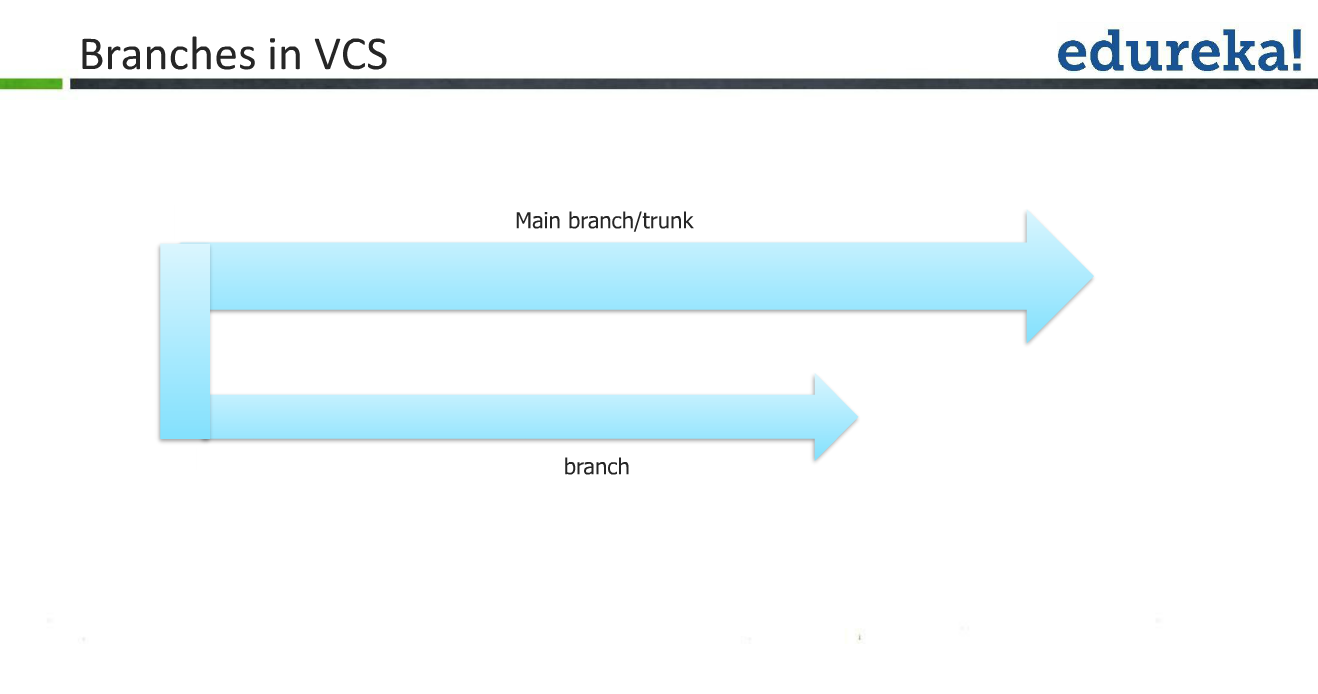 Branches in VCS
edureka!
Main branch/trunk
branch